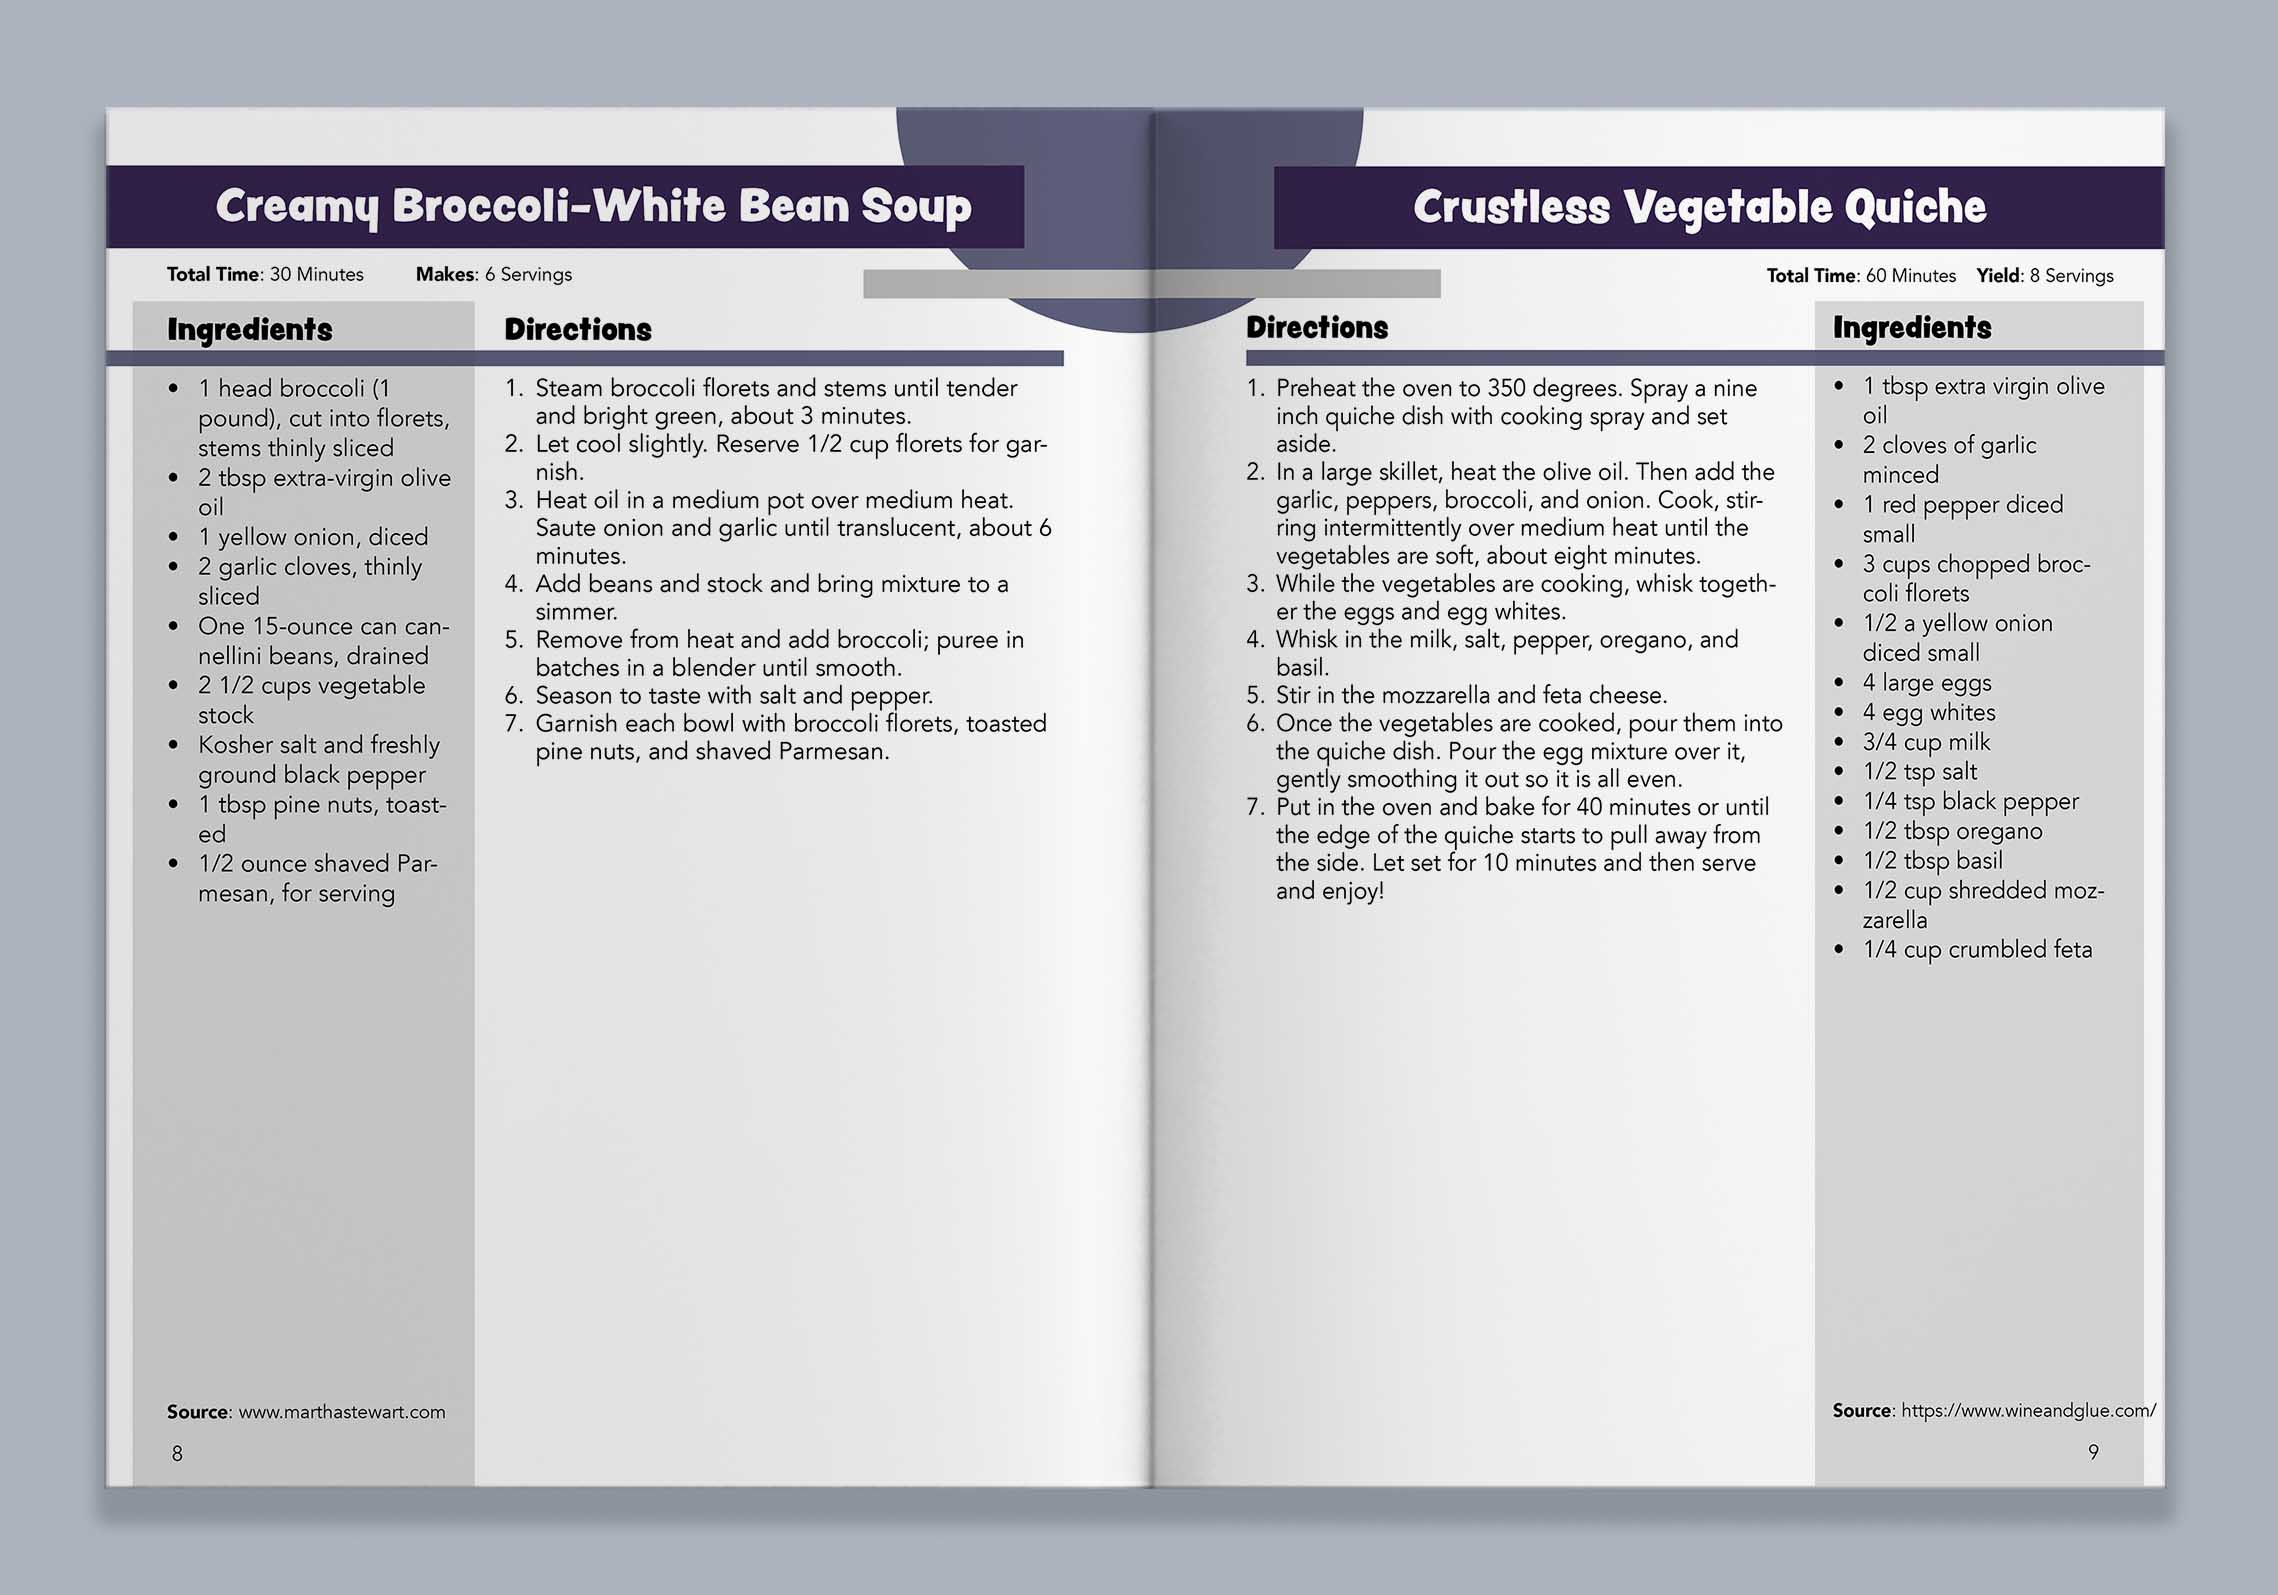 Creamy Broccoli-White Bean Soup
Total Time: 30 Minutes Makes: 6 Servings
Ingredients
• 1 head broccoli (1
pound), cut into florets,
stems thinly sliced
• 2 tbsp extra-virgin olive
oil
• 1 yellow onion, diced
• 2 garlic cloves, thinly
sliced
• One 15-ounce can can-
nellini beans, drained
• 2 1/2 cups vegetable
stock
• Kosher salt and freshly
ground black pepper
• 1 tbsp pine nuts, toast-
ed
• 1/2 ounce shaved Par-
mesan, for serving
Source: www.marthastewart.com
8
Directions
1. Steam broccoli florets and stems until tender
and bright green, about 3 minutes.
2. Let cool slightly. Reserve 1/2 cup florets for gar-
nish.
3. Heat oil in a medium pot over medium heat.
Saute onion and garlic until translucent, about 6
minutes.
4. Add beans and stock and bring mixture to a
simmer.
5. Remove from heat and add broccoli; puree in
batches in a blender until smooth.
6. Season to taste with salt and pepper.
7. Garnish each bowl with broccoli florets, toasted
pine nuts, and shaved Parmesan.
Crustless Vegetable Quiche
Total Time: 60 Minutes Yield: 8 Servings
Directions
1. Preheat the oven to 350 degrees. Spray a nine
inch quiche dish with cooking spray and set
aside.
2. In a large skillet, heat the olive oil. Then add the
garlic, peppers, broccoli, and onion. Cook, stir-
ring intermittently over medium heat until the
vegetables are soft, about eight minutes.
3. While the vegetables are cooking, whisk togeth-
er the eggs and egg whites.
4. Whisk in the milk, salt, pepper, oregano, and
basil.
5. Stir in the mozzarella and feta cheese.
6. Once the vegetables are cooked, pour them into
the quiche dish. Pour the egg mixture over it,
gently smoothing it out so it is all even.
7. Put in the oven and bake for 40 minutes or until
the edge of the quiche starts to pull away from
the side. Let set for 10 minutes and then serve
and enjoy!
Ingredients
• 1 tbsp extra virgin olive
oil
• 2 cloves of garlic
minced
• 1 red pepper diced
small
• 3 cups chopped broc-
coli florets
• 1/2 a yellow onion
diced small
• 4 large eggs
• 4 egg whites
• 3/4 cup milk
• 1/2 tsp salt
• 1/4 tsp black pepper
• 1/2 tbsp oregano
• 1/2 tbsp basil
• 1/2 cup shredded moz-
zarella
• 1/4 cup crumbled feta
Source: https://www.wineandglue.com/
9